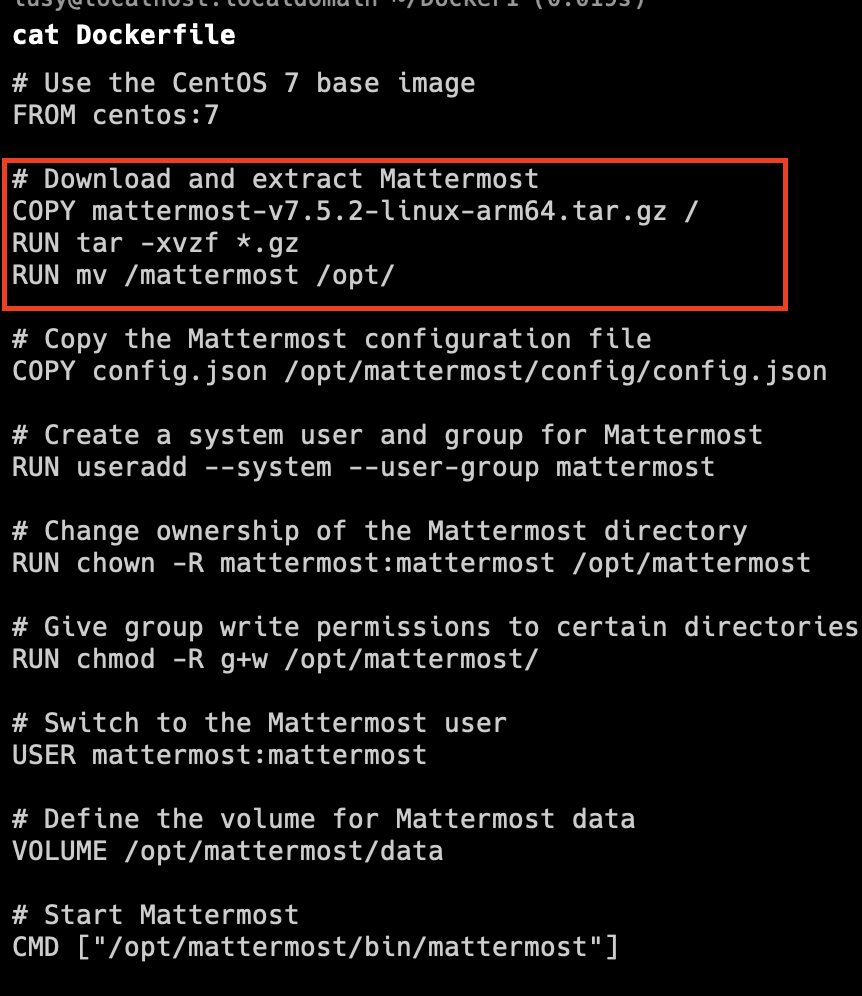 cat Dockerfile
# Use the CentOS 7 base image
FROM centos:7
# Download and extract Mattermost
COPY mattermost-v7.5.2-linux-arm64.tar.gz /
RUN tar -xvzf *.gz
RUN mv /mattermost /opt/
# Copy the Mattermost configuration file
COPY config.json /opt/mattermost/config/config.json
# Create a system user and group for Mattermost
RUN useradd --system --user-group mattermost
# Change ownership of the Mattermost directory
RUN chown -R mattermost:mattermost /opt/mattermost
# Give group write permissions to certain directories
RUN chmod -R g+w /opt/mattermost/
# Switch to the Mattermost user
USER mattermost:mattermost
# Define the volume for Mattermost data
VOLUME /opt/mattermost/data
# Start Mattermost
CMD ["/opt/mattermost/bin/mattermost"]